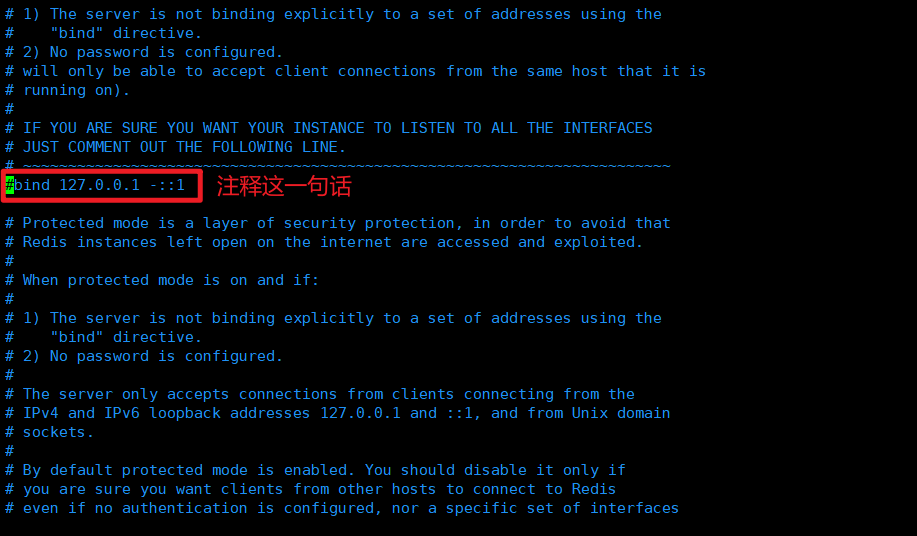 # 1) The server is not binding explicitly to a set of addresses using the
#    "bind" directive.
# 2) No password is configured.
# will only be able to accept client connections from the same host that it is
# running on).
#
# IF YOU ARE SURE YOU WANT YOUR INSTANCE TO LISTEN TO ALL THE INTERFACES
# JUST COMMENT OUT THE FOLLOWING LINE.
# ~~~~~~~~~~~~~~~~~~~~~~~~~~~~~~~~~~~~~~~~~~~~~~~~~~~~~~~~~~~~~~~~~~~~~~~~
#bind 127.0.0.1 -::1 注释这一句话
# Protected mode is a layer of security protection, in order to avoid that
# Redis instances left open on the internet are accessed and exploited.
#
# When protected mode is on and if:
#
# 1) The server is not binding explicitly to a set of addresses using the
#    "bind" directive.
# 2) No password is configured.
#
# The server only accepts connections from clients connecting from the
# IPv4 and IPv6 loopback addresses 127.0.0.1 and ::1, and from Unix domain
# sockets.
#
# By default protected mode is enabled. You should disable it only if
# you are sure you want clients from other hosts to connect to Redis
# even if no authentication is configured, nor a specific set of interfaces